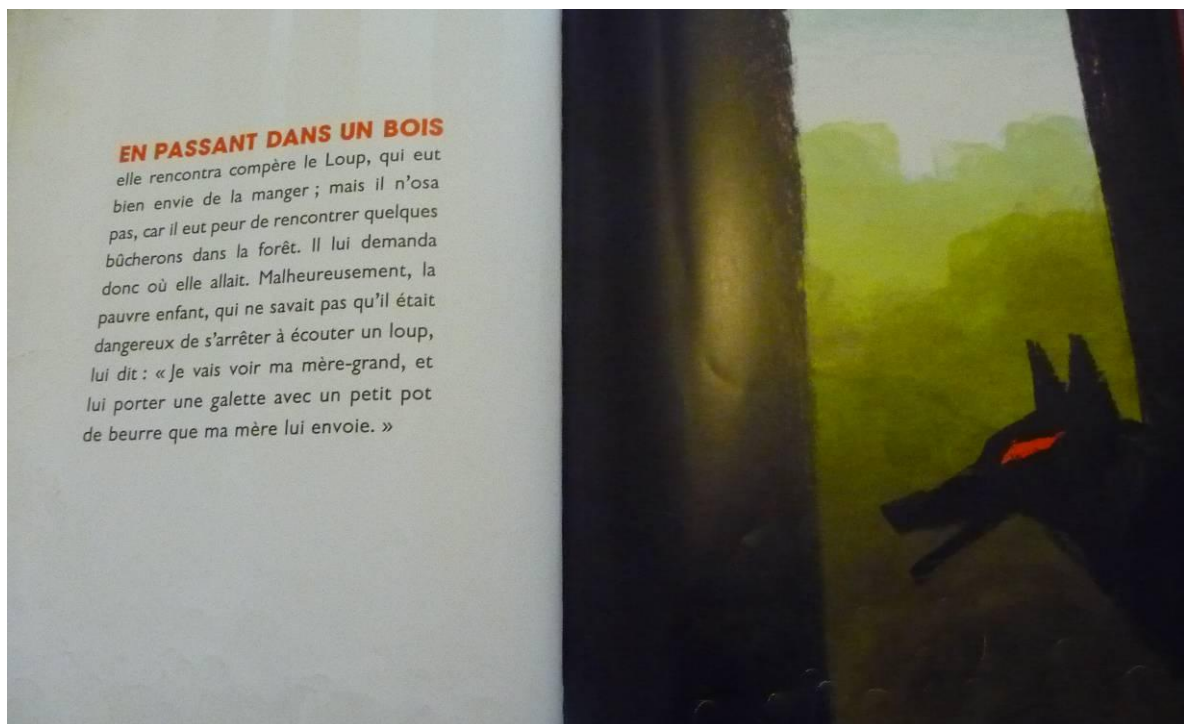 EN PASSANT DANS UN BOIS
elle rencontra compère le Loup, qui eut
bien envie de la manger ; mais il n'osa
pas, car il eut peur de rencontrer quelques
bûcherons dans la forêt. Il lui demanda
donc où elle allait. Malheureusement, la
pauvre enfant, qui ne savait pas qu'il était
dangereux de s'arrêter à écouter un loup,
lui dit : « Je vais voir ma mère-grand, et
lui porter une galette avec un petit pot
de beurre que ma mère lui envoie. »